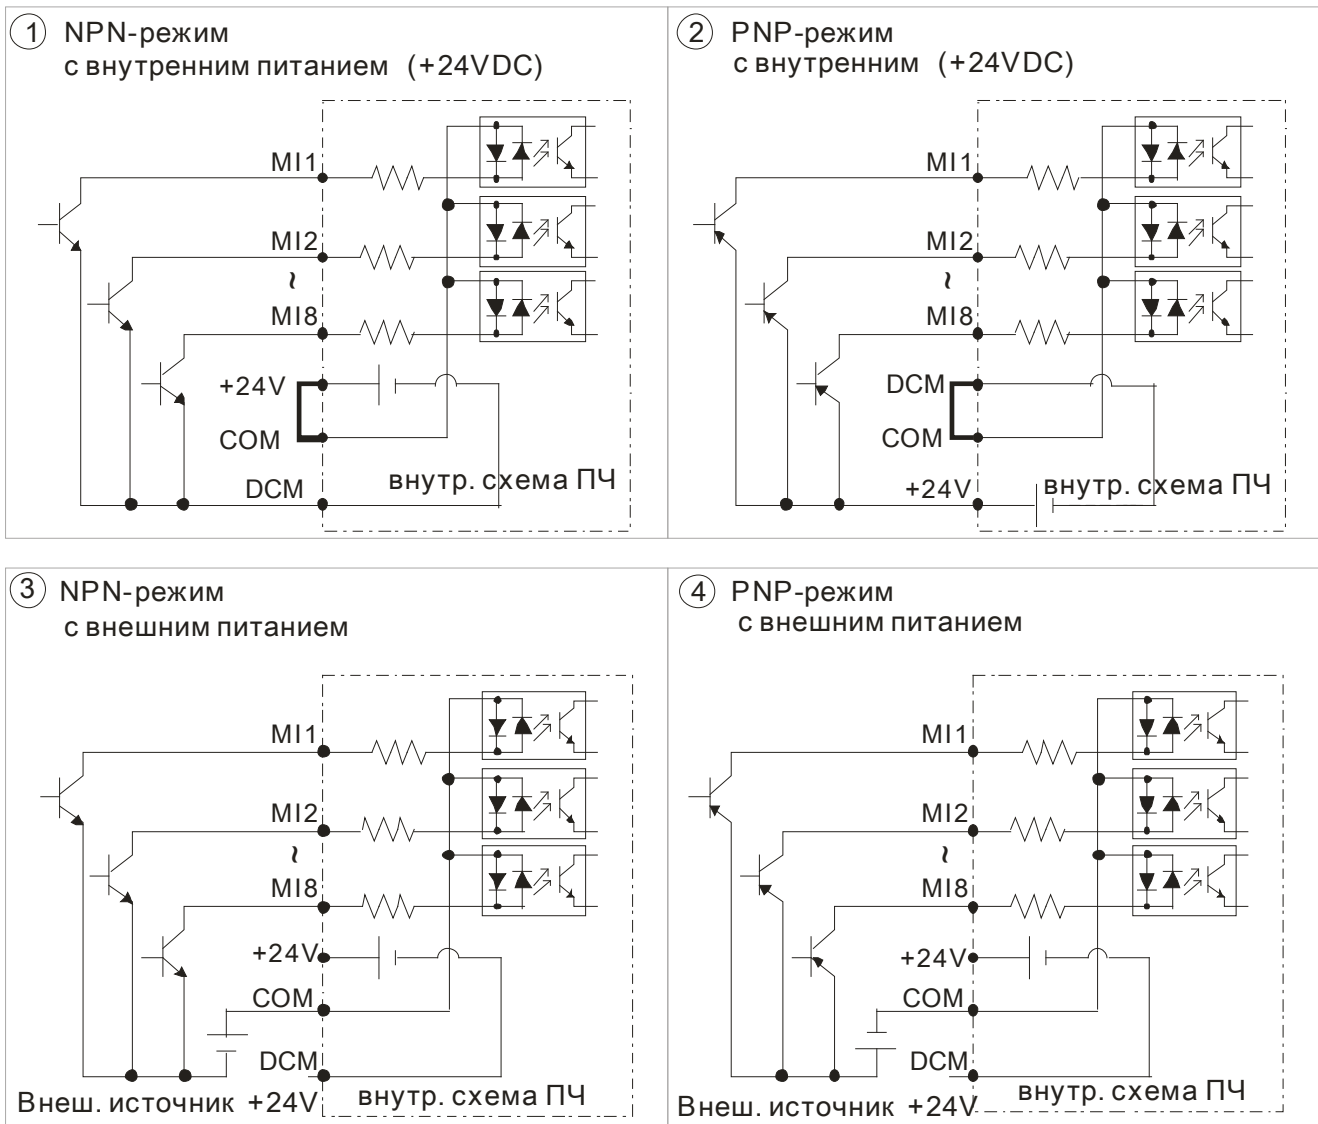 1 NPN-режим
с внутренним питанием (+24VDC)
MI1
MI2
~
MI8
+24V
COM
DCM
внутр. схема ПЧ
2 PNP-режим
с внутренним (+24VDC)
MI1
MI2
~
MI8
DCM
COM
+24V
внутр. схема ПЧ
3 NPN-режим
с внешним питанием
MI1
MI2
~
MI8
+24V
COM
DCM
внутр. схема ПЧ
Внеш. источник +24V
4 PNP-режим
с внешним питанием
MI1
MI2
~
MI8
+24V
COM
DCM
внутр. схема ПЧ
Внеш. источник +24V